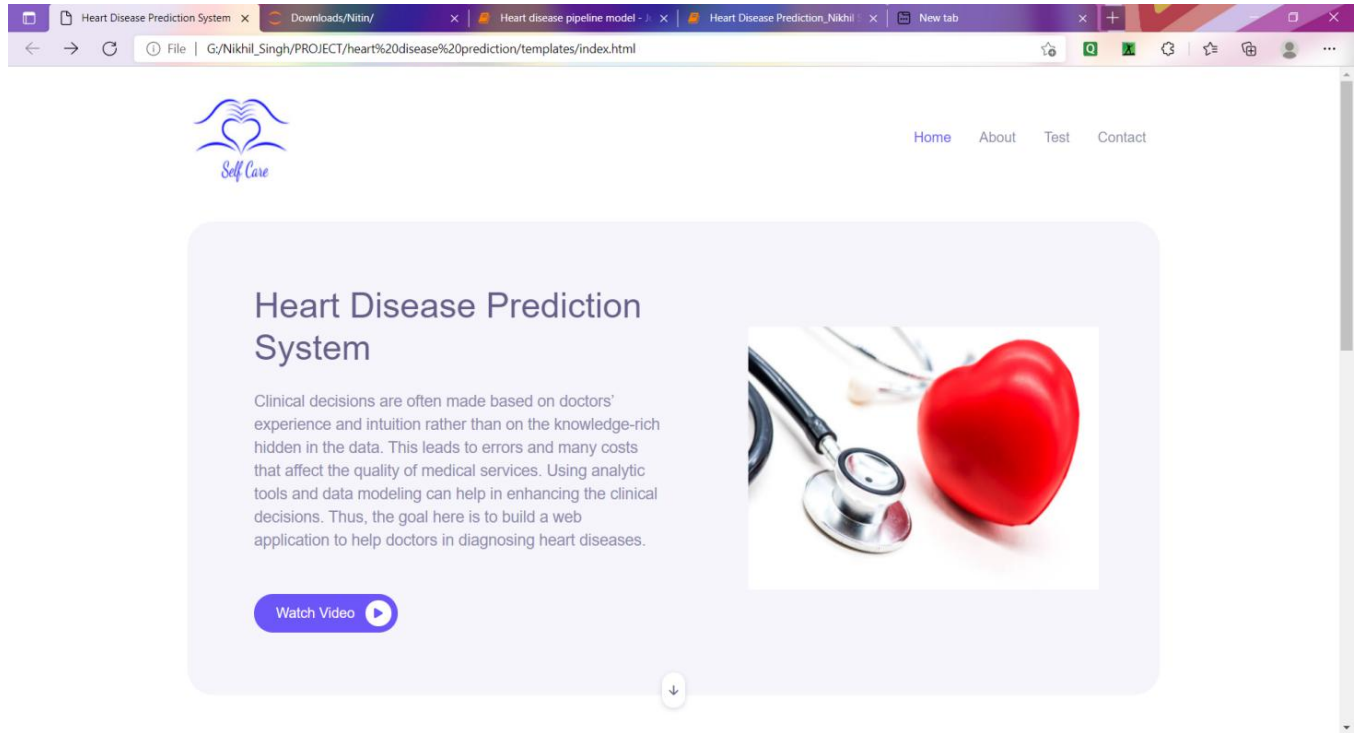 Heart Disease Prediction System
Downloads/Nitin/
Heart disease pipeline model - J
Heart Disease Prediction_Nikhil S
New tab
File | G:/Nikhil_Singh/PROJECT/heart%20disease%20prediction/templates/index.html
Self Care
Home About Test Contact
Heart Disease Prediction
System
Clinical decisions are often made based on doctors'
experience and intuition rather than on the knowledge-rich
hidden in the data. This leads to errors and many costs
that affect the quality of medical services. Using analytic
tools and data modeling can help in enhancing the clinical
decisions. Thus, the goal here is to build a web
application to help doctors in diagnosing heart diseases.
Watch Video